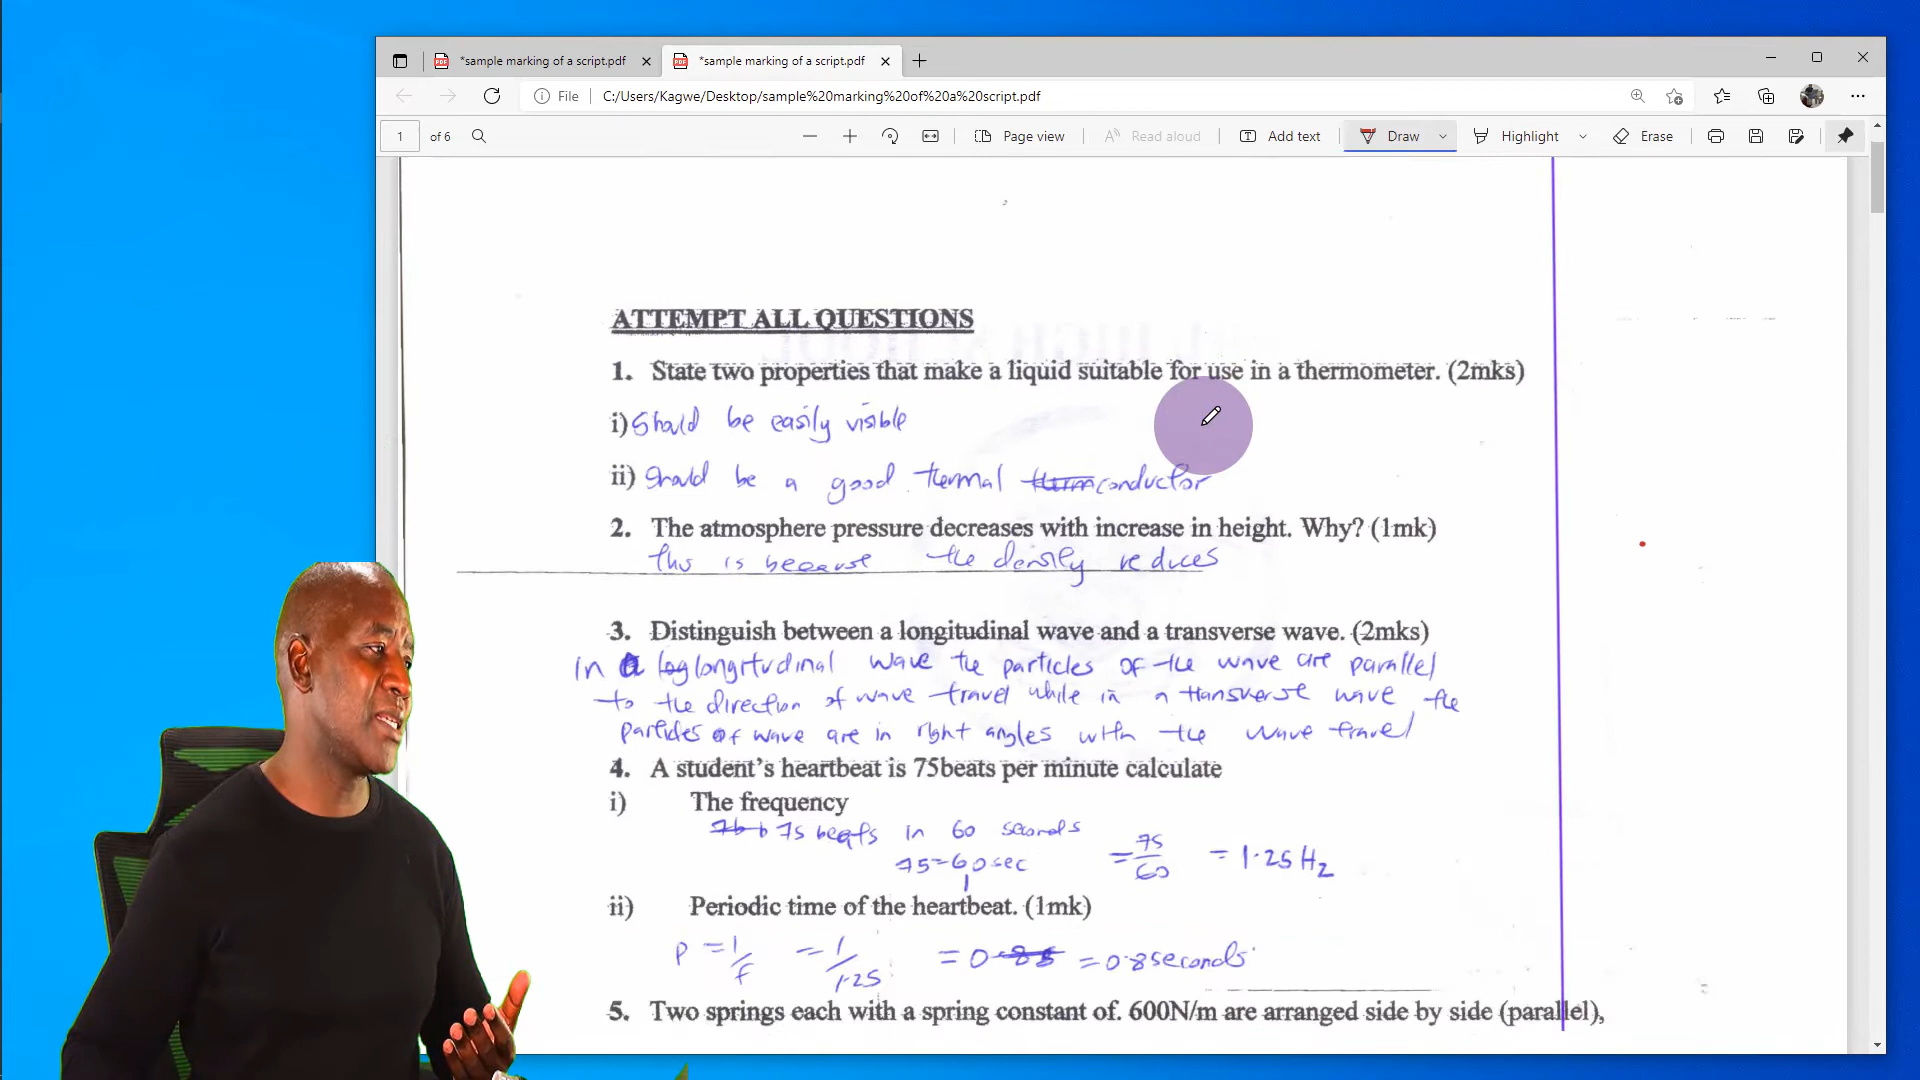 *sample marking of a script.pdf
*sample marking of a script.pdf
File C:/Users/Kagwe/Desktop/sample%20marking%20of%20a%20script.pdf
1 of 6 Page view Read aloud Add text Draw Highlight Erase
ATTEMPT ALL QUESTIONS
1. State two properties that make a liquid suitable for use in a thermometer. (2mks)
i) Should be easily visible
ii) Should be a good thermal conductor
2. The atmosphere pressure decreases with increase in height. Why? (1mk)
this is because the density reduces
3. Distinguish between a longitudinal wave and a transverse wave. (2mks)
In a longitudinal wave the particles of the wave are parallel
to the direction of wave travel while in a transverse wave the
particles of wave are in right angles with the wave travel
4. A student's heartbeat is 75beats per minute calculate
i) The frequency
75 beats in 60 seconds
75=60sec = 75/60 = 1.25 Hz
1
ii) Periodic time of the heartbeat. (1mk)
P = 1/f = 1/1.25 = 0.85 = 0.8seconds
5. Two springs each with a spring constant of. 600N/m are arranged side by side (parallel),